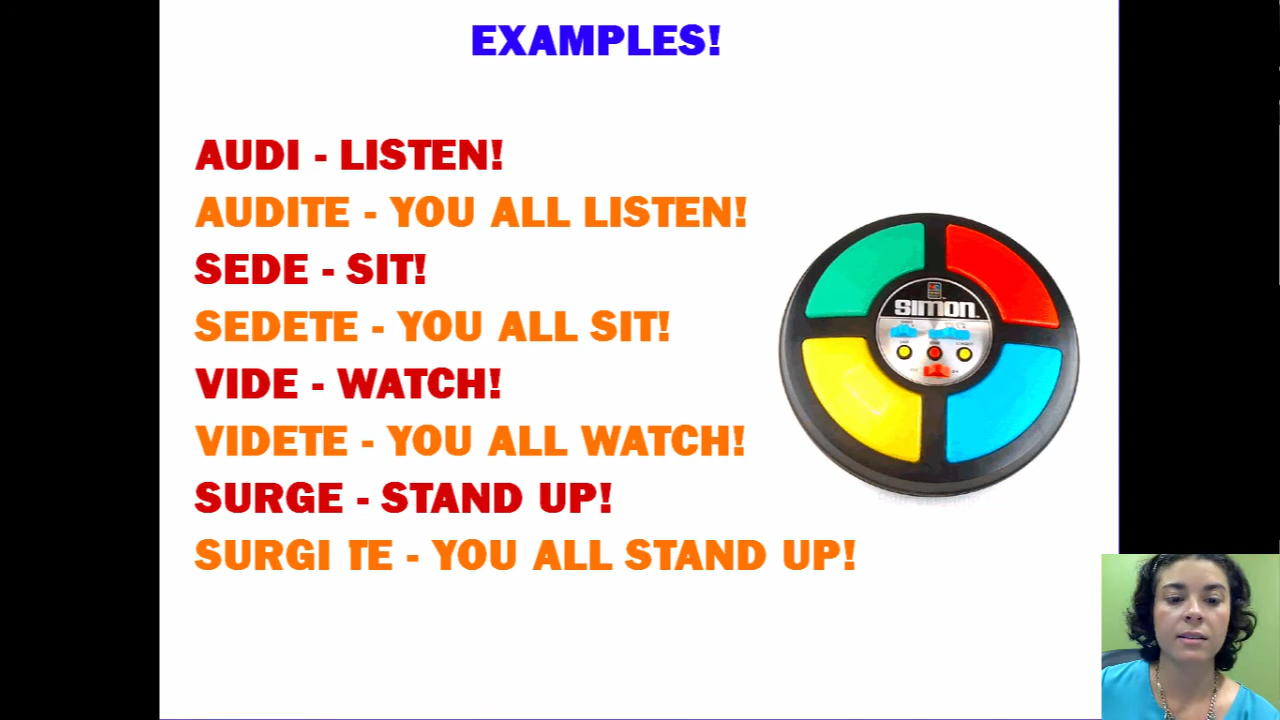 EXAMPLES!
AUDI - LISTEN!
AUDITE - YOU ALL LISTEN!
SEDE - SIT!
SEDETE - YOU ALL SIT!
VIDE - WATCH!
VIDETE - YOU ALL WATCH!
SURGE - STAND UP!
SURGI TE - YOU ALL STAND UP!
simon